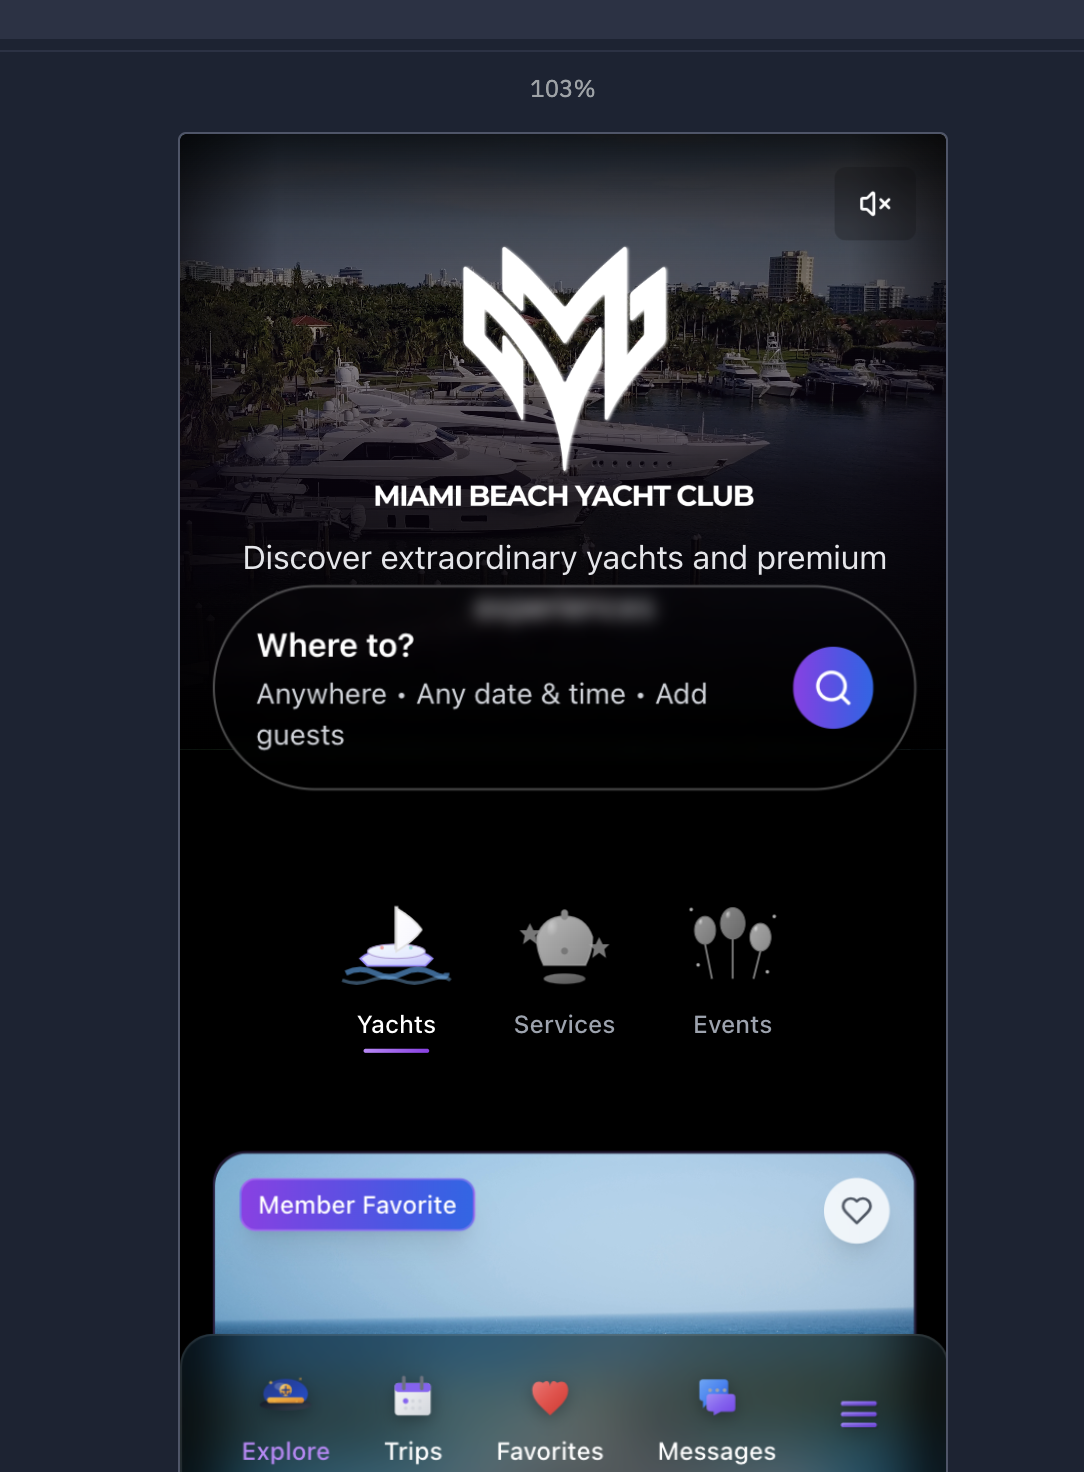 103%
MIAMI BEACH YACHT CLUB
Discover extraordinary yachts and premium
experiences
Where to?
Anywhere • Any date & time • Add
guests
Yachts
Services
Events
Member Favorite
Explore
Trips
Favorites
Messages